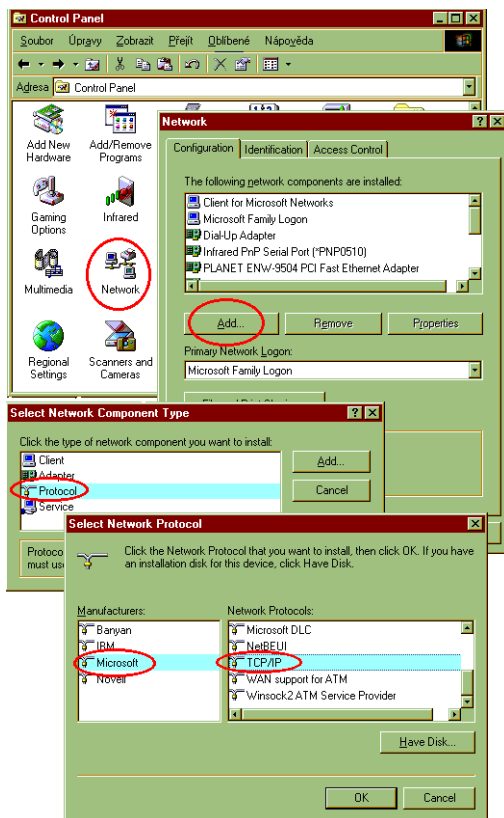 Control Panel
Soubor Úpravy Zobrazit Přejít Oblíbené Nápověda
Adresa Control Panel
Add New Hardware
Add/Remove Programs
Gaming Options
Infrared
Multimedia
Network
Regional Settings
Scanners and Cameras
Network
Configuration Identification Access Control
The following network components are installed:
Client for Microsoft Networks
Microsoft Family Logon
Dial-Up Adapter
Infrared PnP Serial Port (*PNP0510)
PLANET ENW-9504 PCI Fast Ethernet Adapter
Add... Remove Properties
Primary Network Logon:
Microsoft Family Logon
Select Network Component Type
Click the type of network component you want to install:
Client
Adapter
Protocol
Service
Add...
Cancel
Select Network Protocol
Click the Network Protocol that you want to install, then click OK. If you have
an installation disk for this device, click Have Disk.
Manufacturers:
Banyan
IBM
Microsoft
Novell
Network Protocols:
Microsoft DLC
NetBEUI
TCP/IP
WAN support for ATM
Winsock2 ATM Service Provider
Have Disk...
OK Cancel